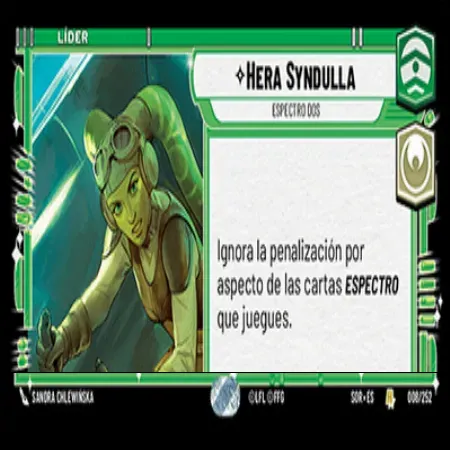 LÍDER
HERA SYNDULLA
ESPECTRO DOS
Ignora la penalización por
aspecto de las cartas ESPECTRO
que juegues.
SANDRA CHLEWIŃSKA
©LFL ©FFG
SOR • ES
008/252